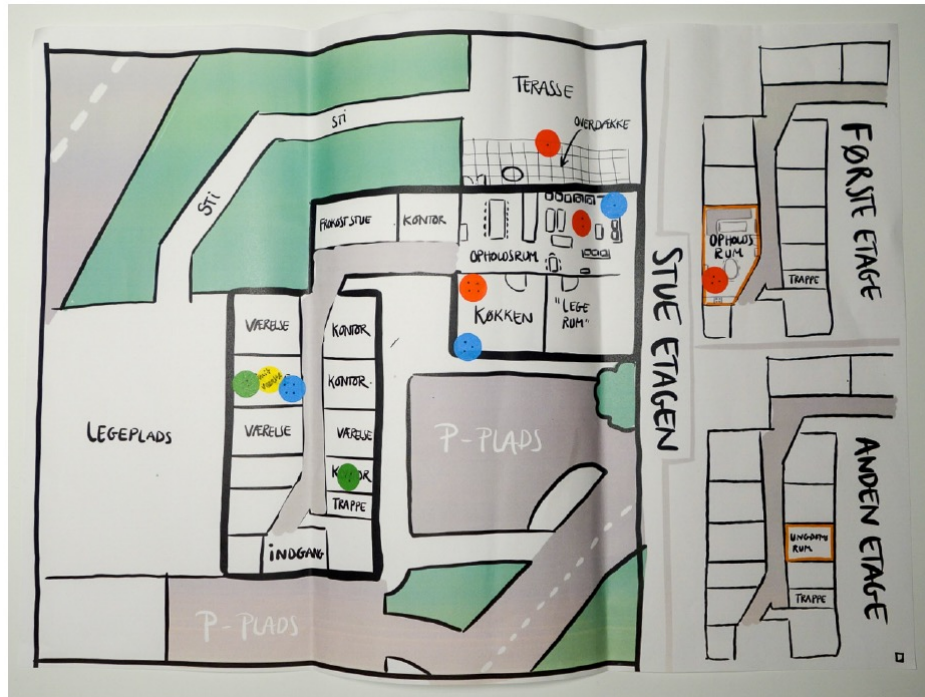 TERASSE
OVERDÆKKE
STI
STI
FROKOST STUE
KONTOR
OPHOLDSRUM
KØKKEN
"LEGE
RUM"
VÆRELSE
KONTOR
KONTOR
VÆRELSE
VÆRELSE
TRAPPE
INDGANG
LEGEPLADS
P-PLADS
P-PLADS
STUE ETAGEN
FØRSTE ETAGE
OPHOLDS
RUM
TRAPPE
ANDEN ETAGE
UNGDOMS
RUM
TRAPPE